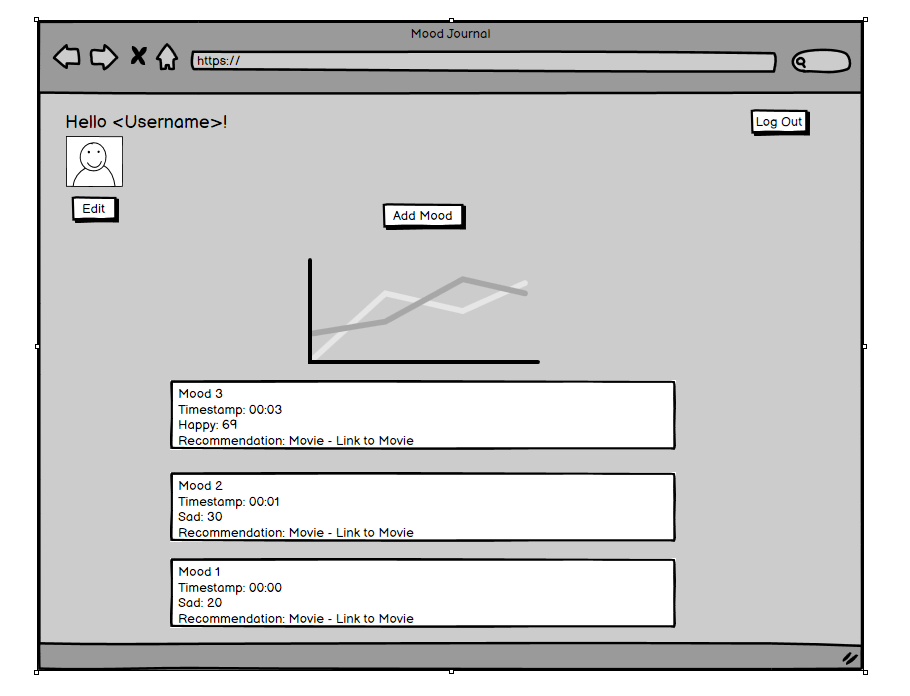 Mood Journal
https://
Hello <Username>!
Log Out
Edit
Add Mood
Mood 3
Timestamp: 00:03
Happy: 69
Recommendation: Movie - Link to Movie
Mood 2
Timestamp: 00:01
Sad: 30
Recommendation: Movie - Link to Movie
Mood 1
Timestamp: 00:00
Sad: 20
Recommendation: Movie - Link to Movie